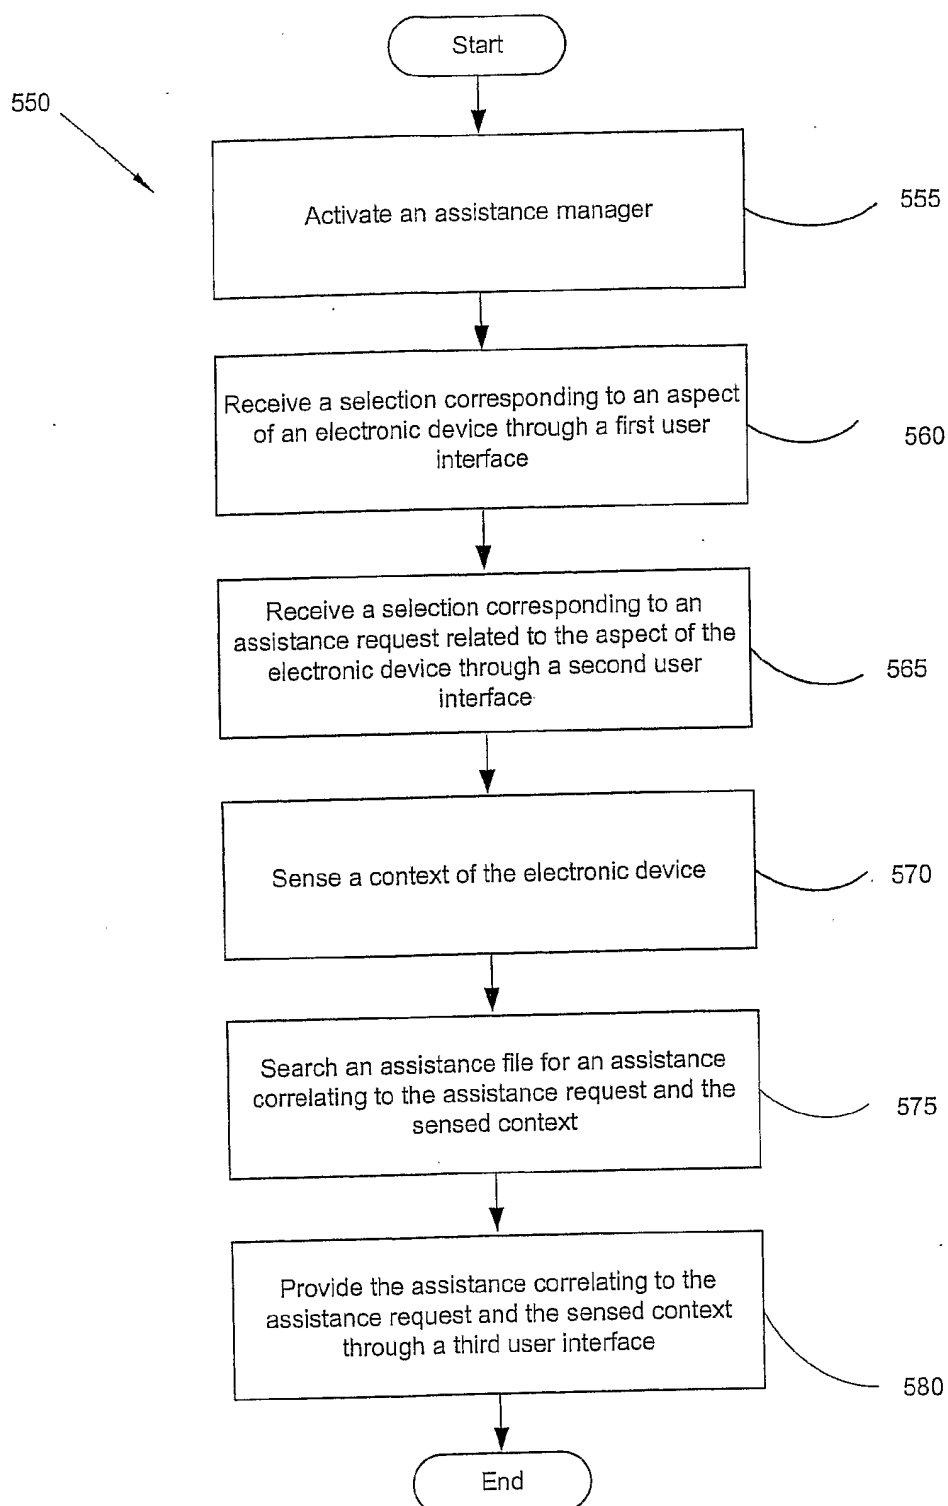 Start
550
Activate an assistance manager
555
Receive a selection corresponding to an aspect
of an electronic device through a first user
interface
560
Receive a selection corresponding to an
assistance request related to the aspect of the
electronic device through a second user
interface
565
Sense a context of the electronic device
570
Search an assistance file for an assistance
correlating to the assistance request and the
sensed context
575
Provide the assistance correlating to the
assistance request and the sensed context
through a third user interface
580
End